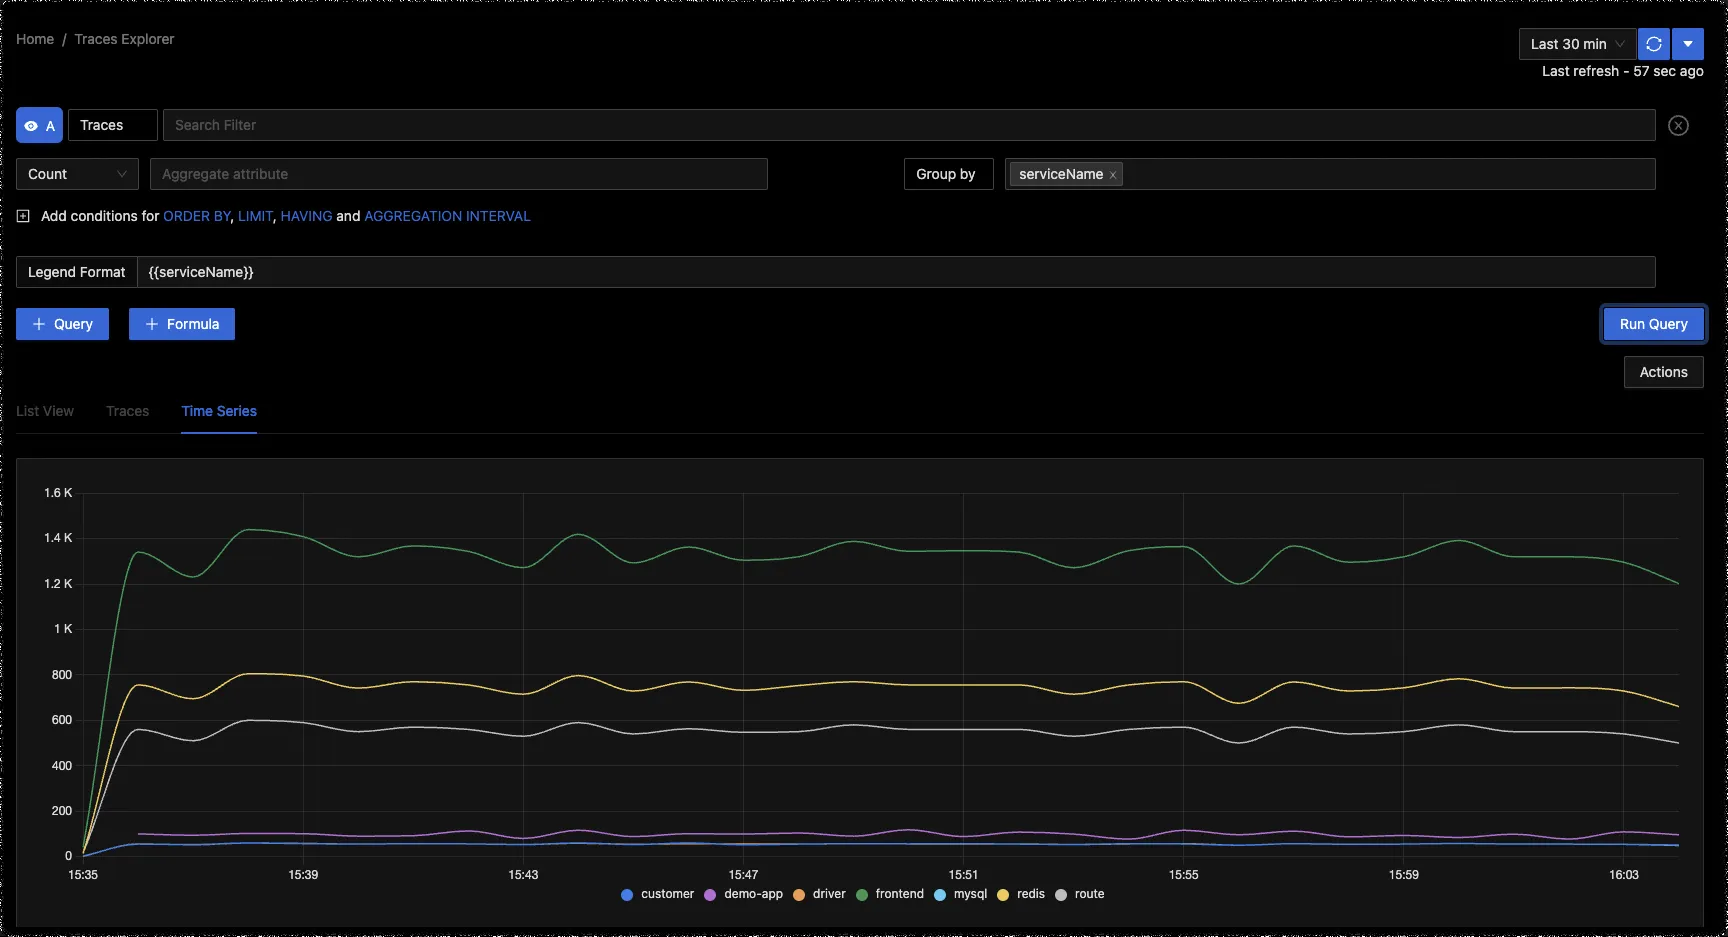 Home / Traces Explorer
Last 30 min
Last refresh - 57 sec ago
A Traces Search Filter
Count Aggregate attribute Group by serviceName x
Add conditions for ORDER BY, LIMIT, HAVING and AGGREGATION INTERVAL
Legend Format {{serviceName}}
+ Query + Formula Run Query
Actions
List View Traces Time Series
1.6 K
1.4 K
1.2 K
1 K
800
600
400
200
0
15:35 15:39 15:43 15:47 15:51 15:55 15:59 16:03
customer demo-app driver frontend mysql redis route